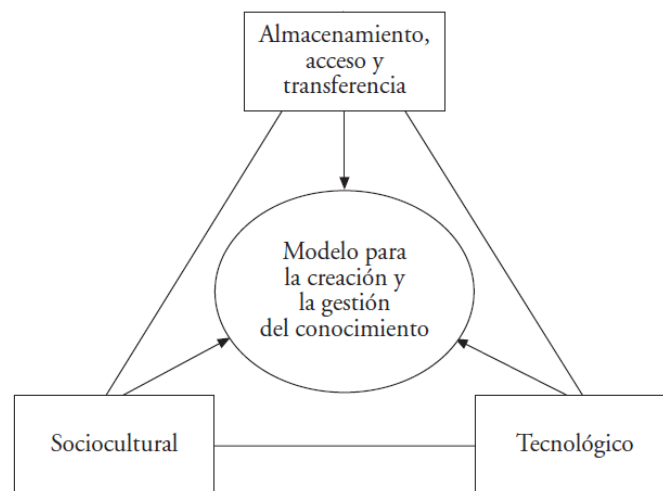 Almacenamiento,
acceso y
transferencia
Modelo para
la creación y
la gestión
del conocimiento
Sociocultural
Tecnológico